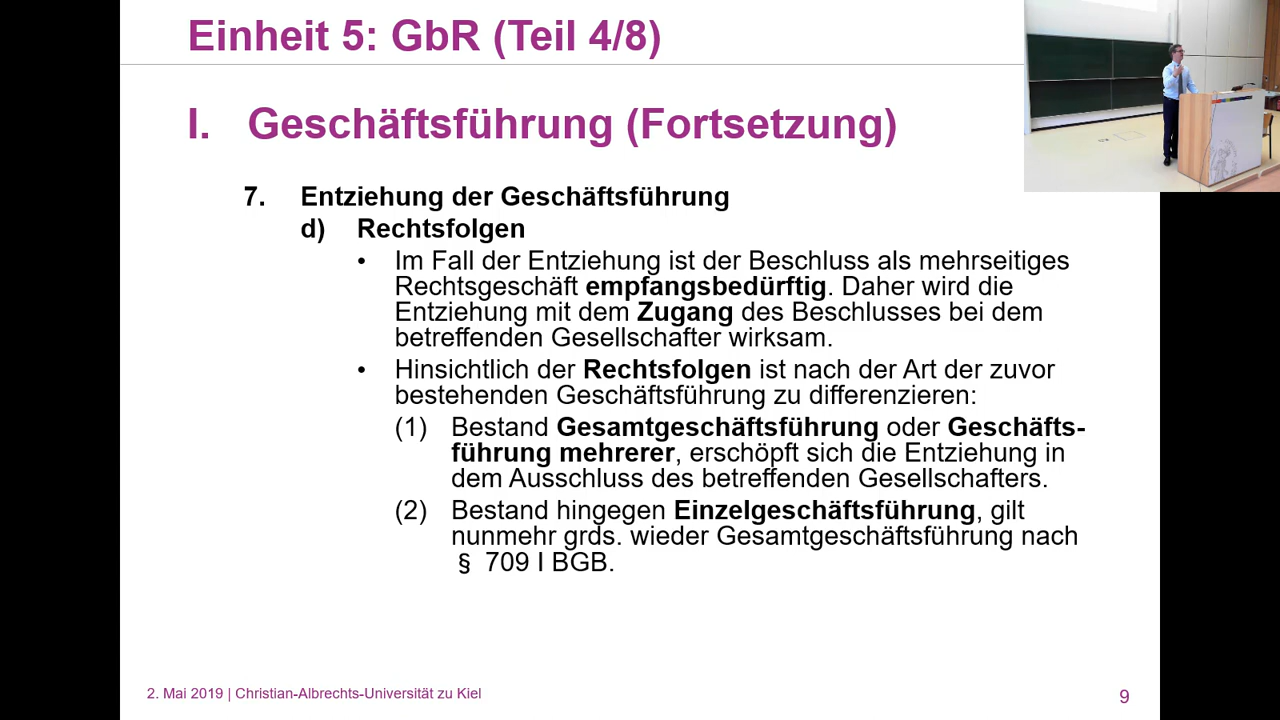 Einheit 5: GbR (Teil 4/8)
I. Geschäftsführung (Fortsetzung)
7. Entziehung der Geschäftsführung
d) Rechtsfolgen
• Im Fall der Entziehung ist der Beschluss als mehrseitiges
Rechtsgeschäft empfangsbedürftig. Daher wird die
Entziehung mit dem Zugang des Beschlusses bei dem
betreffenden Gesellschafter wirksam.
• Hinsichtlich der Rechtsfolgen ist nach der Art der zuvor
bestehenden Geschäftsführung zu differenzieren:
(1) Bestand Gesamtgeschäftsführung oder Geschäfts-
führung mehrerer, erschöpft sich die Entziehung in
dem Ausschluss des betreffenden Gesellschafters.
(2) Bestand hingegen Einzelgeschäftsführung, gilt
nunmehr grds. wieder Gesamtgeschäftsführung nach
§ 709 I BGB.
2. Mai 2019 | Christian-Albrechts-Universität zu Kiel
9